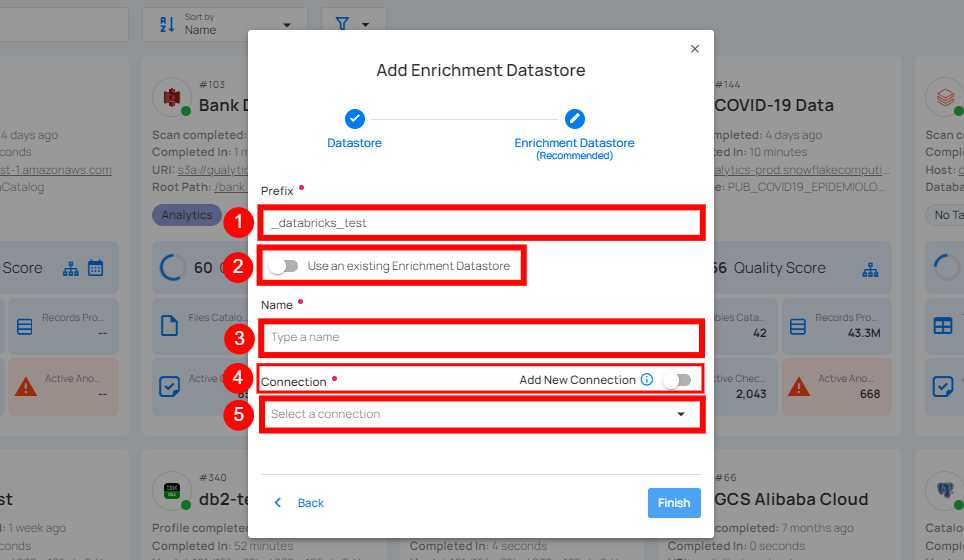 Sort by
Name
Add Enrichment Datastore
Datastore
Enrichment Datastore
(Recommended)
Prefix
1
_databricks_test
2
Use an existing Enrichment Datastore
Name
3
Type a name
4
Connection
Add New Connection
5
Select a connection
Back
Finish
4 days ago
conds
st-1.amazonaws.com
aCatalog
Score
Records Pro...
--
Active Ano...
--
#103
Bank D
Scan completed:
Completed In: 1 m
URI: s3a://qualytic
Root Path: /bank
Analytics
60
Files Catalo
Active C
#144
COVID-19 Data
mpleted: 4 days ago
ed In: 10 minutes
alytics-prod.snowflakecomputi...
e: PUB_COVID19_EPIDEMIOLO...
56 Quality Score
bles Cata...
42
Records Pro...
43.3M
tive Chec...
2,043
Active Ano...
668
Scan co
Comple
Host: d
Databa
No Ta
st
: 1 week ago
onds
#340
db2-te
Profile completed
Completed In: 52 minutes
Completed In: 4 seconds
#66
GCS Alibaba Cloud
completed: 7 months ago
Completed In: 0 seconds
Catalo
Comple